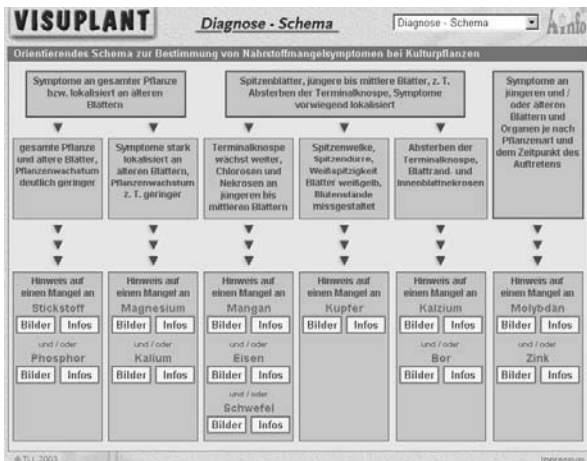 VISUPLANT
Diagnose - Schema
Diagnose - Schema
Ainfo
Orientierendes Schema zur Bestimmung von Nährstoffmangelsymptomen bei Kulturpflanzen
Symptome an gesamter Pflanze
bzw. lokalisiert an älteren
Blättern
Spitzenblätter, jüngere bis mittlere Blätter, z. T.
Absterben der Terminalknospe, Symptome
vorwiegend lokalisiert
Symptome an
jüngeren und /
oder älteren
Blättern und
Organen je nach
Pflanzenart und
dem Zeitpunkt des
Auftretens
gesamte Pflanze
und ältere Blätter,
Pflanzenwachstum
deutlich geringer
Symptome stark
lokalisiert an
älteren Blättern,
Pflanzenwachstum
z. T. geringer
Terminalknospe
wächst weiter,
Chlorosen und
Nekrosen an
jüngeren bis
mittleren Blättern
Spitzenwelke,
Spitzendürre,
Weißspitzigkeit
Blätter weißgelb,
Blütenstände
missgestaltet
Absterben der
Terminalknospe,
Blattrand- und
Innenblattnekrosen
Hinweis auf
einen Mangel an
Stickstoff
Bilder Infos
und / oder
Phosphor
Bilder Infos
Hinweis auf
einen Mangel an
Magnesium
Bilder Infos
und / oder
Kalium
Bilder Infos
Hinweis auf
einen Mangel an
Mangan
Bilder Infos
und / oder
Eisen
Bilder Infos
und / oder
Schwefel
Bilder Infos
Hinweis auf
einen Mangel an
Kupfer
Bilder Infos
Hinweis auf
einen Mangel an
Kalzium
Bilder Infos
und / oder
Bor
Bilder Infos
Hinweis auf
einen Mangel an
Molybdän
Bilder Infos
und / oder
Zink
Bilder Infos
© TLL 2003
Impressum